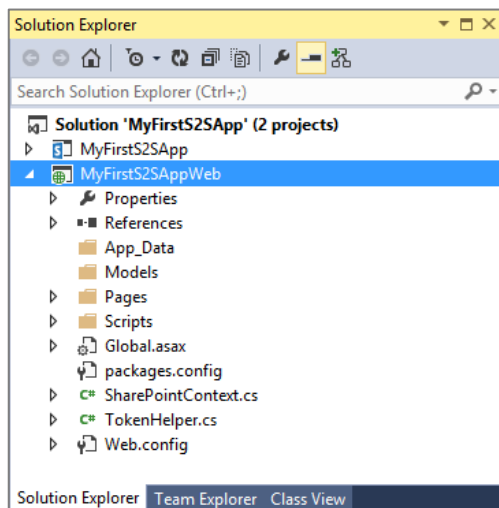 Solution Explorer
Search Solution Explorer (Ctrl+;)
Solution 'MyFirstS2SApp' (2 projects)
MyFirstS2SApp
MyFirstS2SAppWeb
Properties
References
App_Data
Models
Pages
Scripts
Global.asax
packages.config
C# SharePointContext.cs
C# TokenHelper.cs
Web.config
Solution Explorer Team Explorer Class View